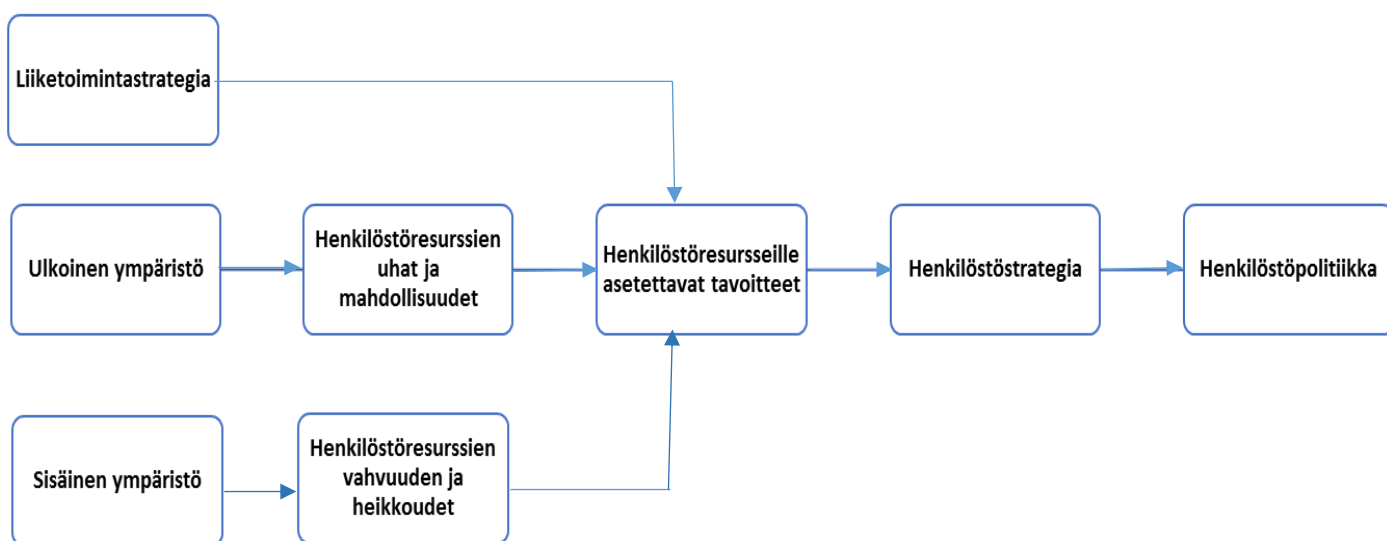 Liiketoimintastrategia
Ulkoinen ympäristö
Henkilöstöresurssien
uhat ja
mahdollisuudet
Henkilöstöresursseille
asetettavat tavoitteet
Henkilöstöstrategia
Henkilöstöpolitiikka
Sisäinen ympäristö
Henkilöstöresurssien
vahvuuden ja
heikkoudet